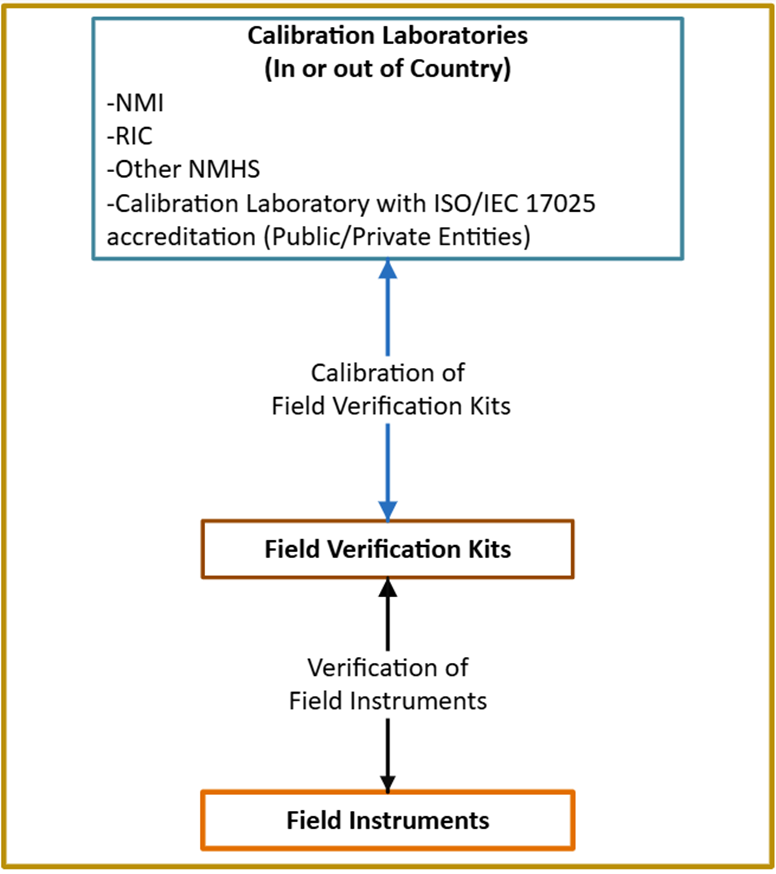 Calibration Laboratories
(In or out of Country)
-NMI
-RIC
-Other NMHS
-Calibration Laboratory with ISO/IEC 17025
accreditation (Public/Private Entities)
Calibration of
Field Verification Kits
Field Verification Kits
Verification of
Field Instruments
Field Instruments